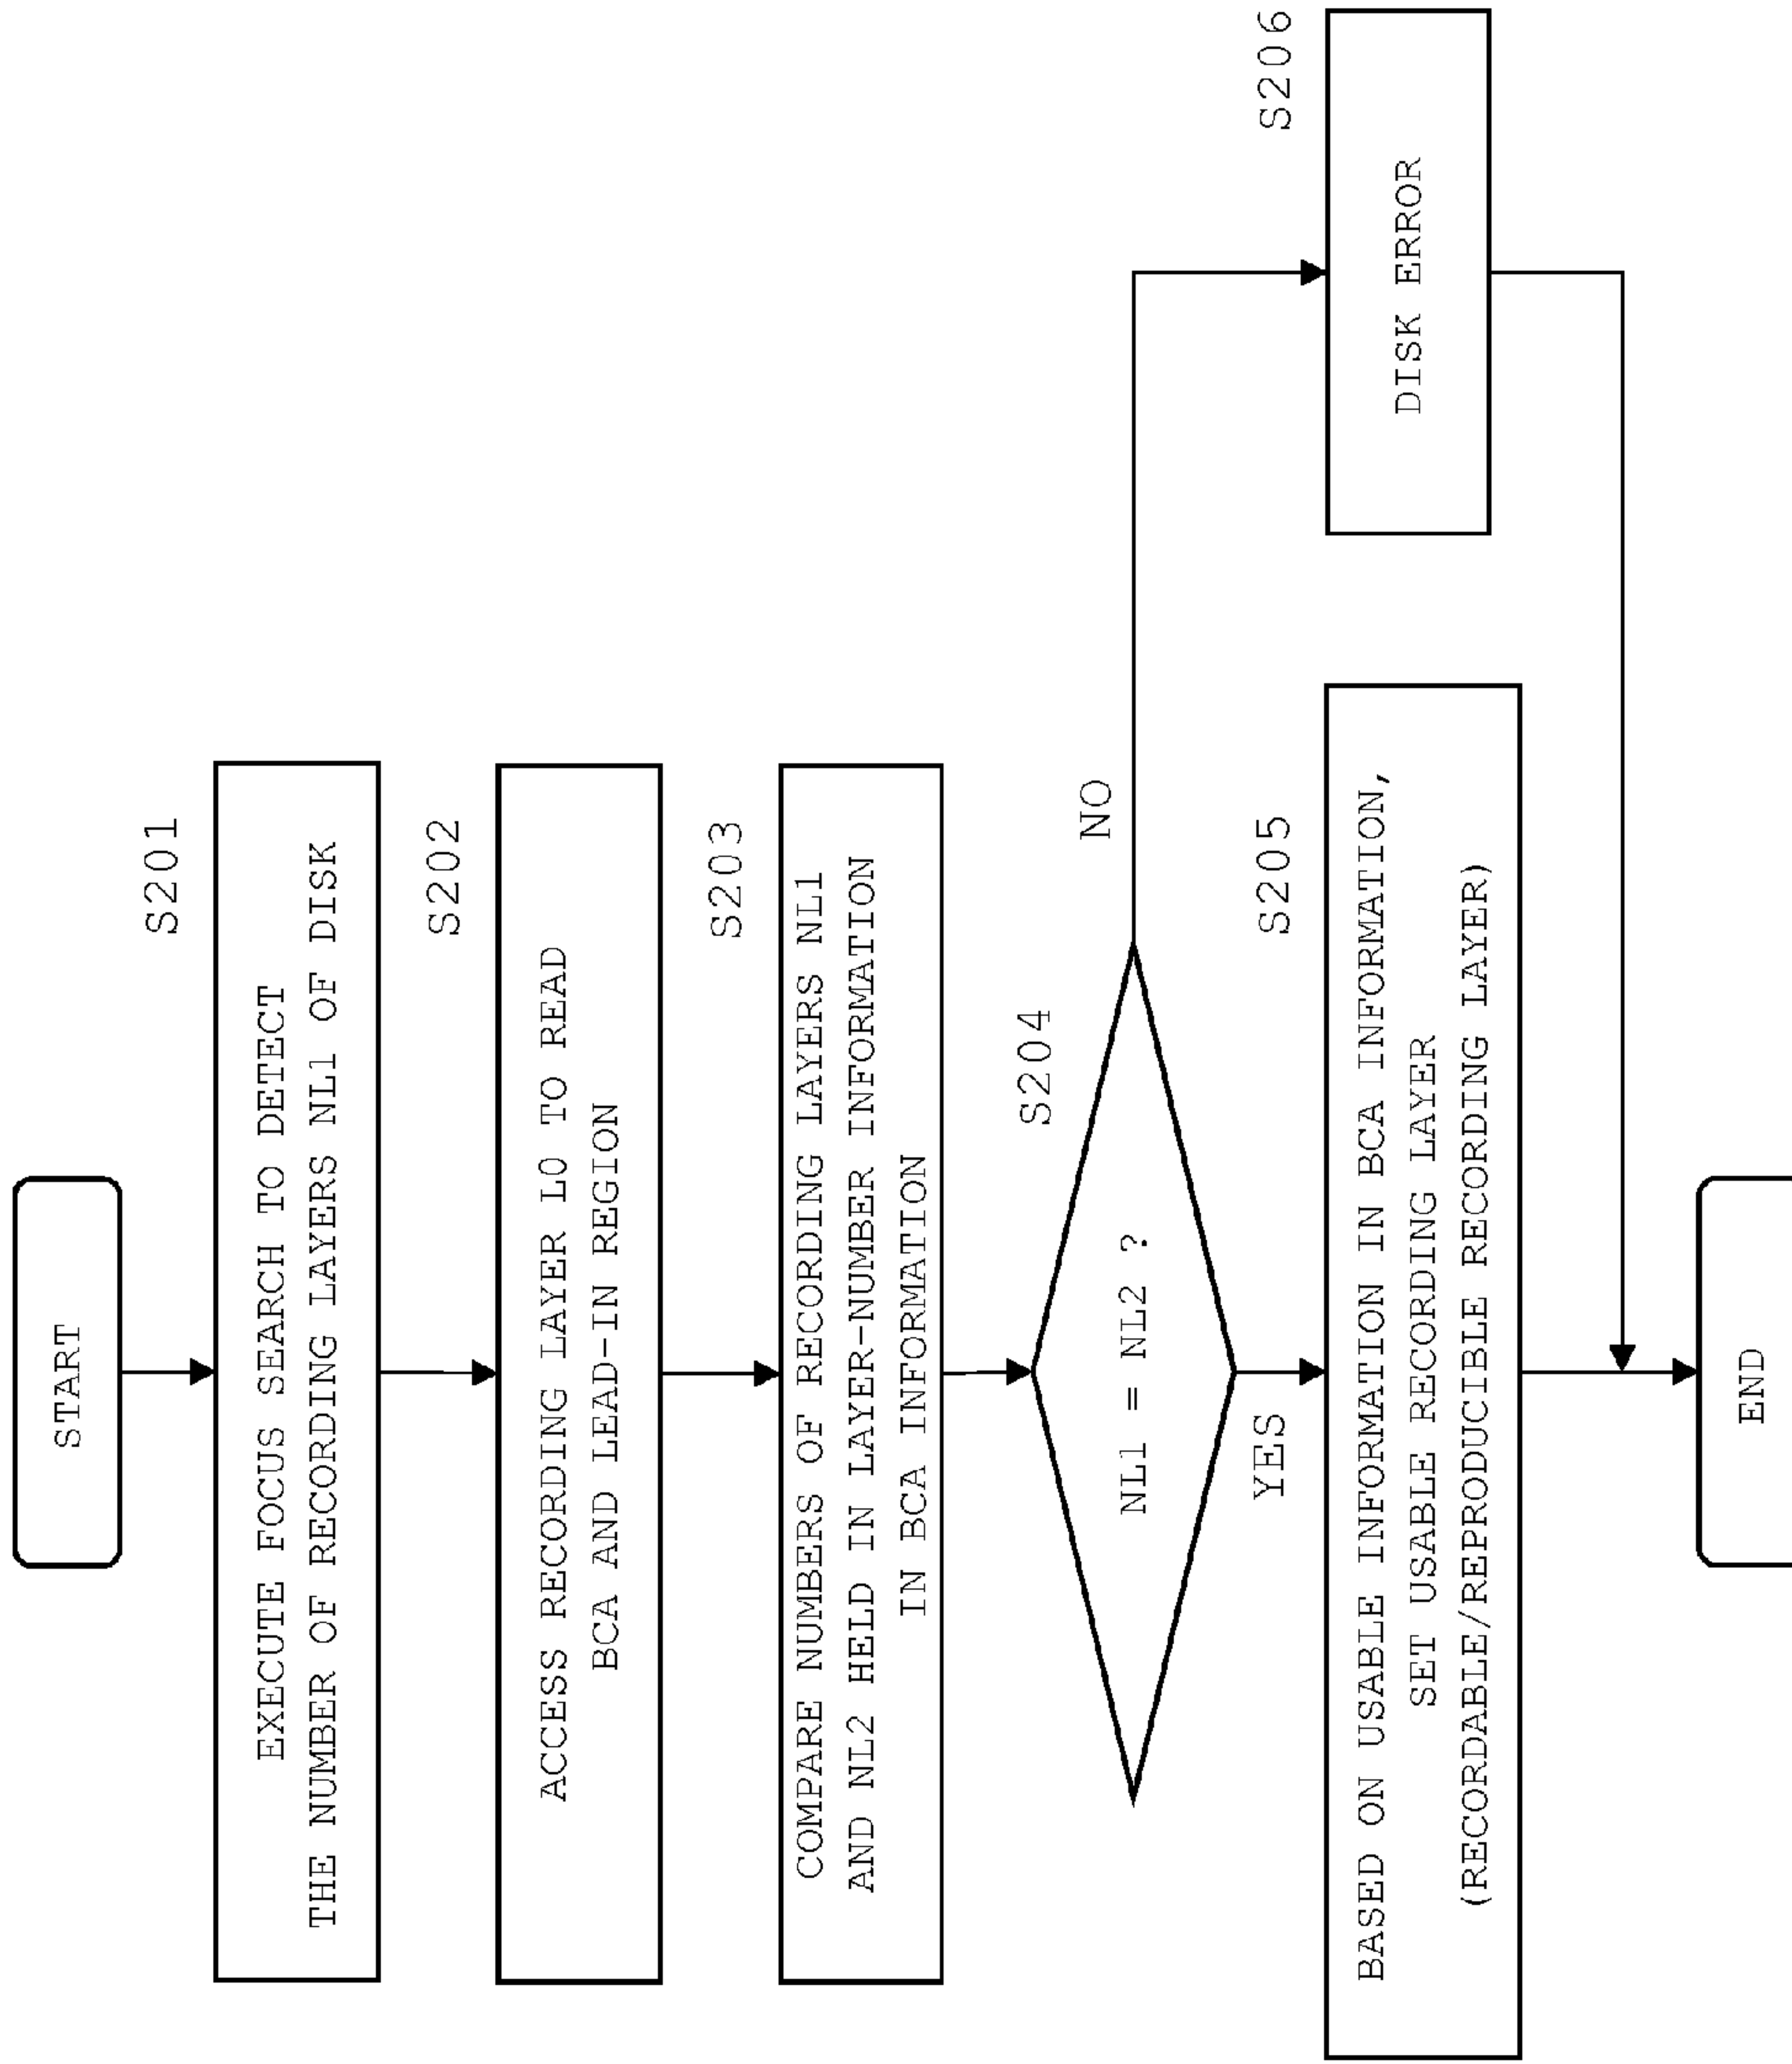 START
S201
EXECUTE FOCUS SEARCH TO DETECT
THE NUMBER OF RECORDING LAYERS NL1 OF DISK
S202
ACCESS RECORDING LAYER L0 TO READ
BCA AND LEAD-IN REGION
S203
COMPARE NUMBERS OF RECORDING LAYERS NL1
AND NL2 HELD IN LAYER-NUMBER INFORMATION
IN BCA INFORMATION
S204
NL1 = NL2 ?
NO
YES
S205
BASED ON USABLE INFORMATION IN BCA INFORMATION,
SET USABLE RECORDING LAYER
(RECORDABLE/REPRODUCIBLE RECORDING LAYER)
S206
DISK ERROR
END